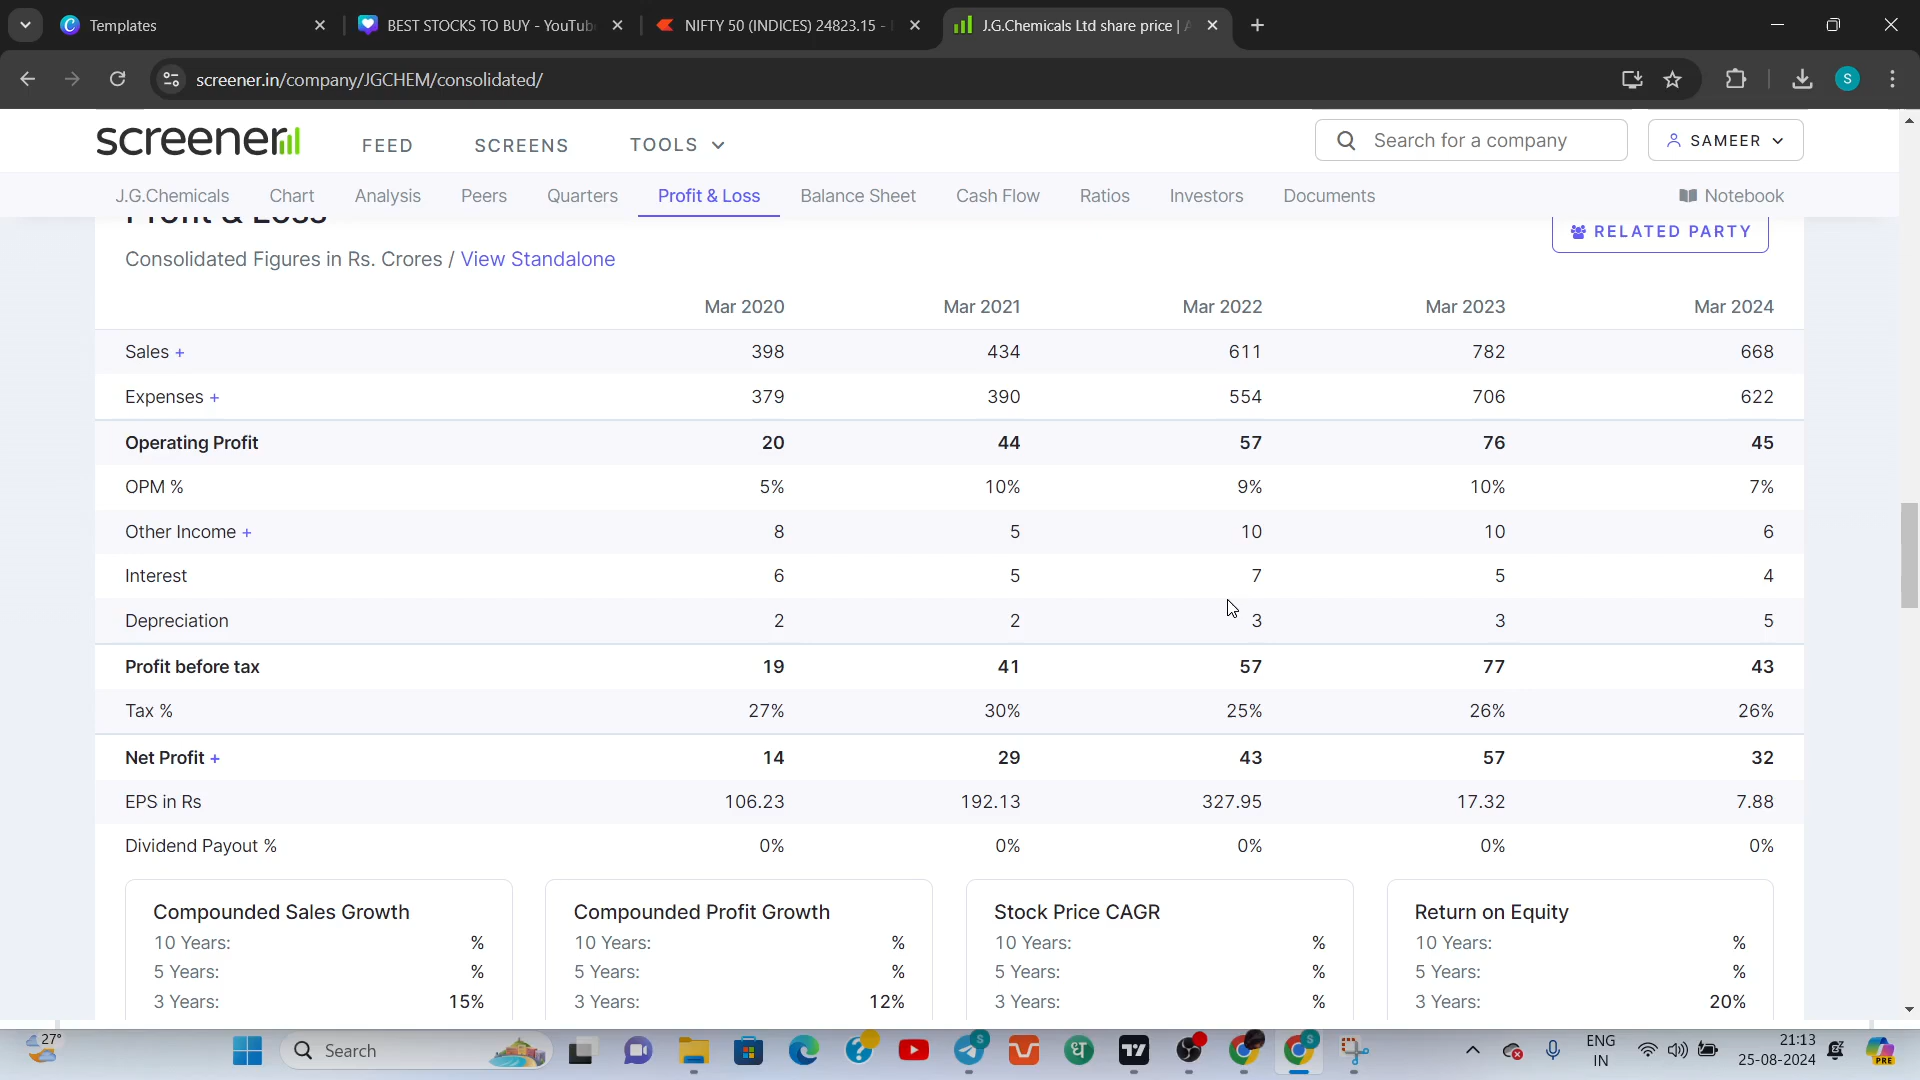 Templates
BEST STOCKS TO BUY - YouTub
NIFTY 50 (INDICES) 24823.15 -
J.G.Chemicals Ltd share price |
screener.in/company/JGCHEM/consolidated/
S
screener
FEED SCREENS TOOLS
Search for a company
SAMEER
J.G.Chemicals Chart Analysis Peers Quarters Profit & Loss Balance Sheet Cash Flow Ratios Investors Documents Notebook
Profit & Loss
RELATED PARTY
Consolidated Figures in Rs. Crores / View Standalone
Mar 2020 Mar 2021 Mar 2022 Mar 2023 Mar 2024
Sales + 398 434 611 782 668
Expenses + 379 390 554 706 622
Operating Profit 20 44 57 76 45
OPM % 5% 10% 9% 10% 7%
Other Income + 8 5 10 10 6
Interest 6 5 7 5 4
Depreciation 2 2 3 3 5
Profit before tax 19 41 57 77 43
Tax % 27% 30% 25% 26% 26%
Net Profit + 14 29 43 57 32
EPS in Rs 106.23 192.13 327.95 17.32 7.88
Dividend Payout % 0% 0% 0% 0% 0%
Compounded Sales Growth
10 Years: %
5 Years: %
3 Years: 15%
Compounded Profit Growth
10 Years: %
5 Years: %
3 Years: 12%
Stock Price CAGR
10 Years: %
5 Years: %
3 Years: %
Return on Equity
10 Years: %
5 Years: %
3 Years: 20%
27°
Search
ENG
IN
21:13
25-08-2024
PRE